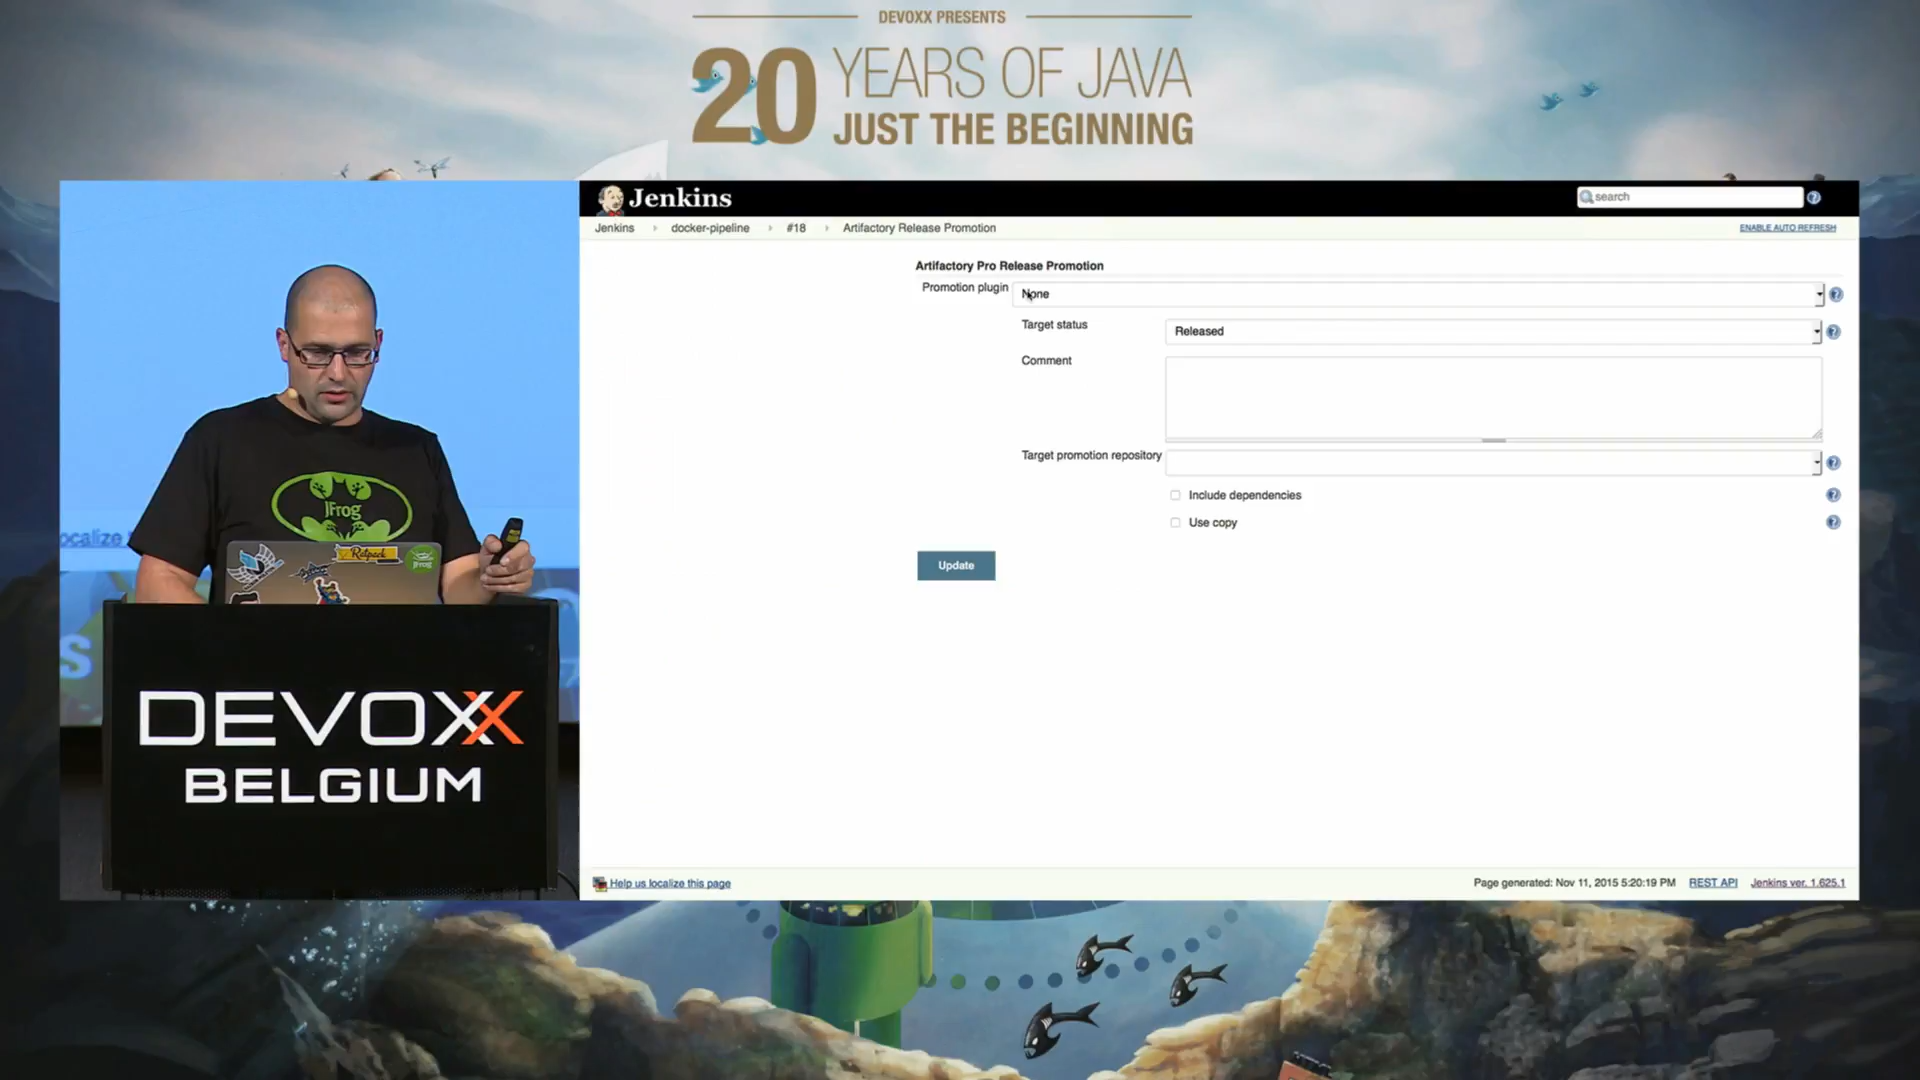 DEVOXX PRESENTS
20 YEARS OF JAVA
JUST THE BEGINNING
Jenkins
search
Jenkins docker-pipeline #18 Artifactory Release Promotion
ENABLE AUTO REFRESH
Artifactory Pro Release Promotion
Promotion plugin None
Target status Released
Comment
Target promotion repository
Include dependencies
Use copy
Update
Help us localize this page
Page generated: Nov 11, 2015 5:20:19 PM REST API Jenkins ver. 1.625.1
JFrog
ocalize
Ratpack
JFrog
S
DEVOXX
BELGIUM